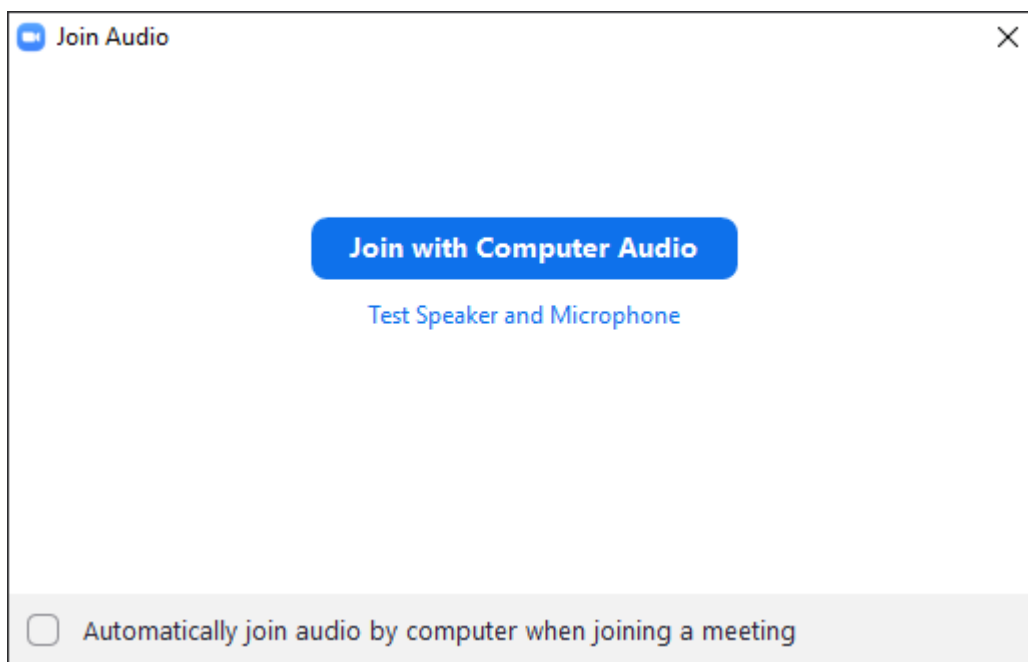 Join Audio
Join with Computer Audio
Test Speaker and Microphone
Automatically join audio by computer when joining a meeting